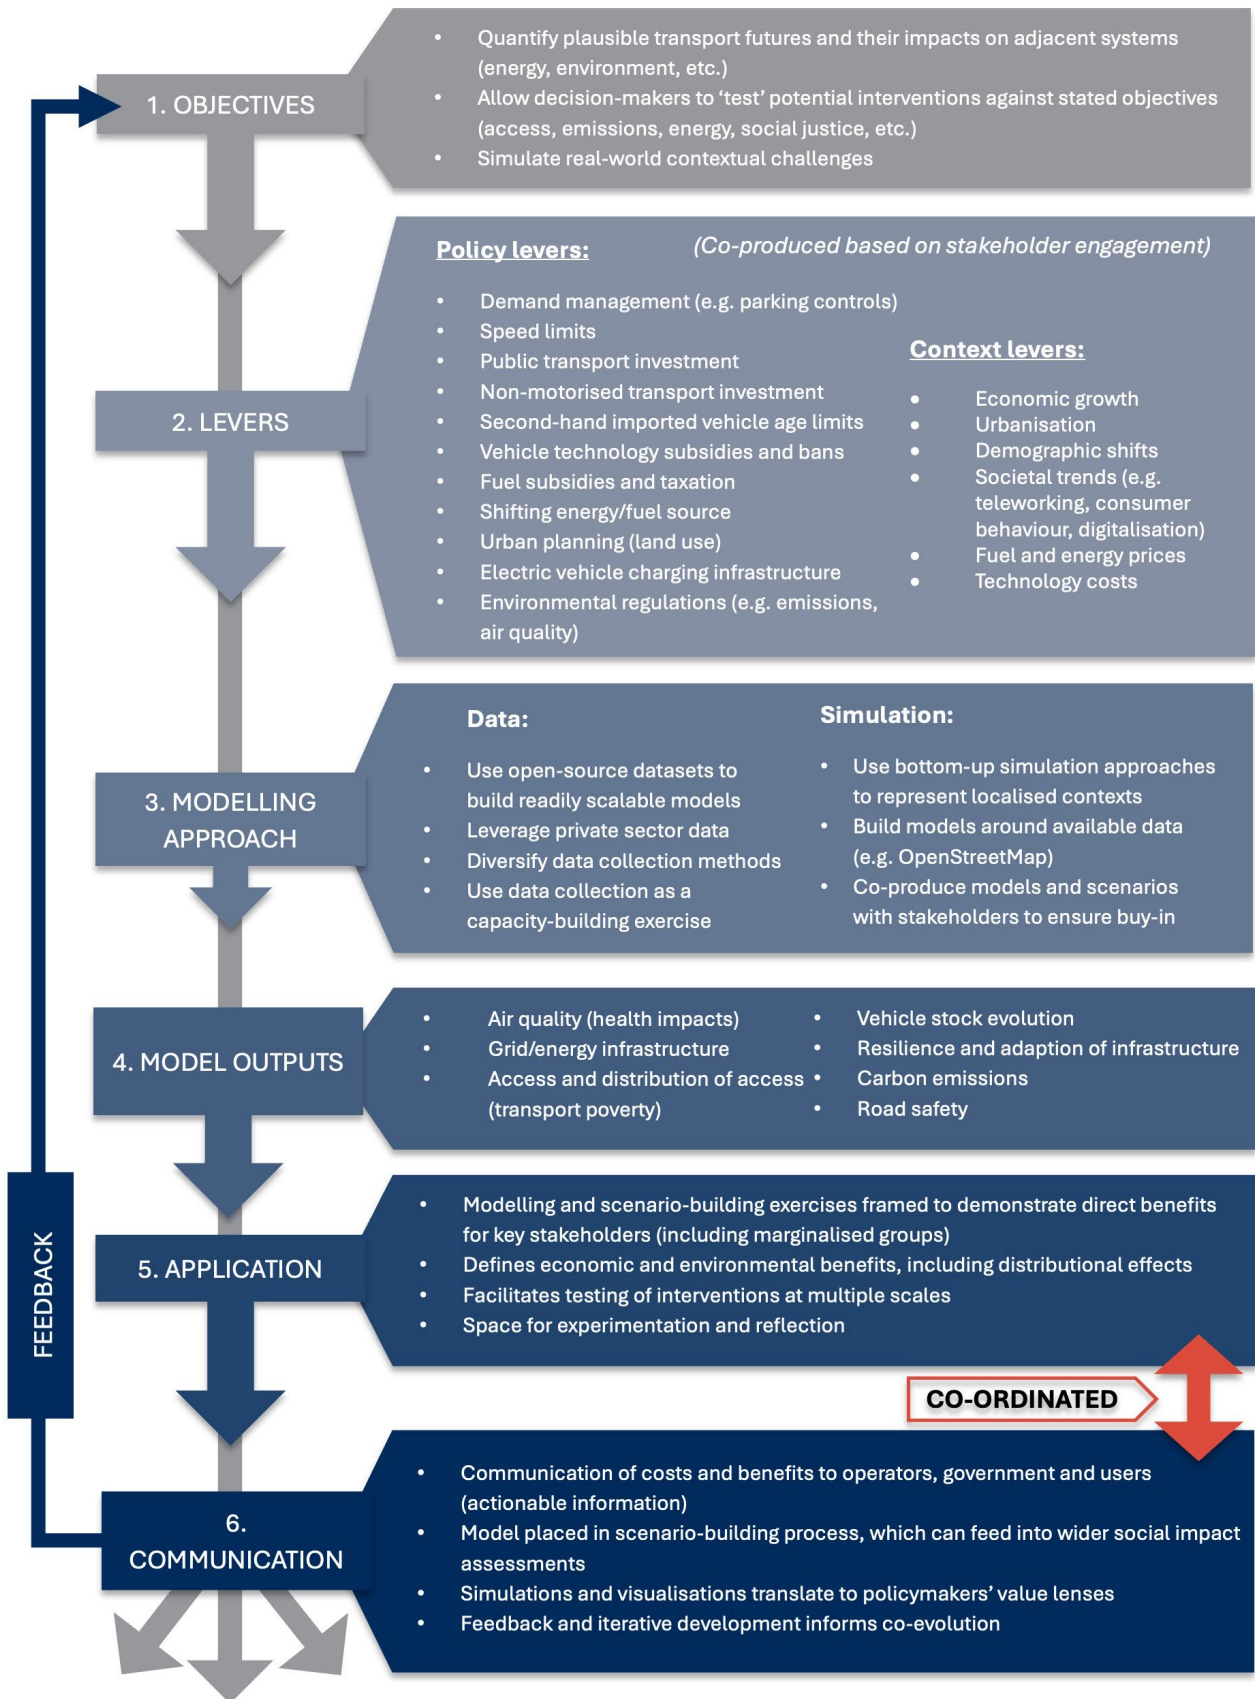 1. OBJECTIVES
• Quantify plausible transport futures and their impacts on adjacent systems
(energy, environment, etc.)
• Allow decision-makers to ‘test’ potential interventions against stated objectives
(access, emissions, energy, social justice, etc.)
• Simulate real-world contextual challenges
2. LEVERS
Policy levers:
(Co-produced based on stakeholder engagement)
• Demand management (e.g. parking controls)
• Speed limits
• Public transport investment
• Non-motorised transport investment
• Second-hand imported vehicle age limits
• Vehicle technology subsidies and bans
• Fuel subsidies and taxation
• Shifting energy/fuel source
• Urban planning (land use)
• Electric vehicle charging infrastructure
• Environmental regulations (e.g. emissions,
air quality)
Context levers:
• Economic growth
• Urbanisation
• Demographic shifts
• Societal trends (e.g.
teleworking, consumer
behaviour, digitalisation)
• Fuel and energy prices
• Technology costs
3. MODELLING
APPROACH
Data:
• Use open-source datasets to
build readily scalable models
• Leverage private sector data
• Diversify data collection methods
• Use data collection as a
capacity-building exercise
Simulation:
• Use bottom-up simulation approaches
to represent localised contexts
• Build models around available data
(e.g. OpenStreetMap)
• Co-produce models and scenarios
with stakeholders to ensure buy-in
4. MODEL OUTPUTS
• Air quality (health impacts)
• Grid/energy infrastructure
• Access and distribution of access
(transport poverty)
• Vehicle stock evolution
• Resilience and adaption of infrastructure
• Carbon emissions
• Road safety
5. APPLICATION
• Modelling and scenario-building exercises framed to demonstrate direct benefits
for key stakeholders (including marginalised groups)
• Defines economic and environmental benefits, including distributional effects
• Facilitates testing of interventions at multiple scales
• Space for experimentation and reflection
CO-ORDINATED
6.
COMMUNICATION
• Communication of costs and benefits to operators, government and users
(actionable information)
• Model placed in scenario-building process, which can feed into wider social impact
assessments
• Simulations and visualisations translate to policymakers’ value lenses
• Feedback and iterative development informs co-evolution
FEEDBACK